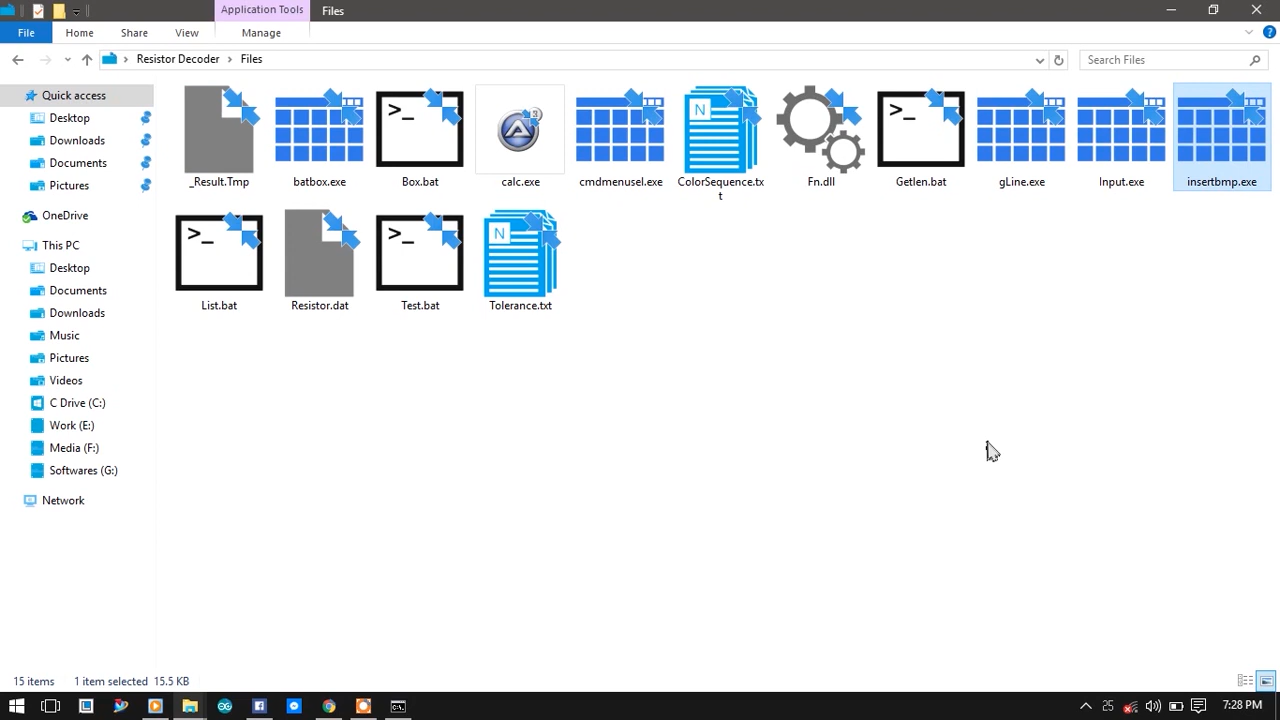 Application Tools
Files
File
Home
Share
View
Manage
Resistor Decoder
Files
Search Files
Quick access
Desktop
Downloads
Documents
Pictures
OneDrive
This PC
Desktop
Documents
Downloads
Music
Pictures
Videos
C Drive (C:)
Work (E:)
Media (F:)
Softwares (G:)
Network
_Result.Tmp
batbox.exe
Box.bat
calc.exe
cmdmenusel.exe
ColorSequence.tx
t
Fn.dll
Getlen.bat
gLine.exe
Input.exe
insertbmp.exe
List.bat
Resistor.dat
Test.bat
Tolerance.txt
15 items
1 item selected 15.5 KB
7:28 PM